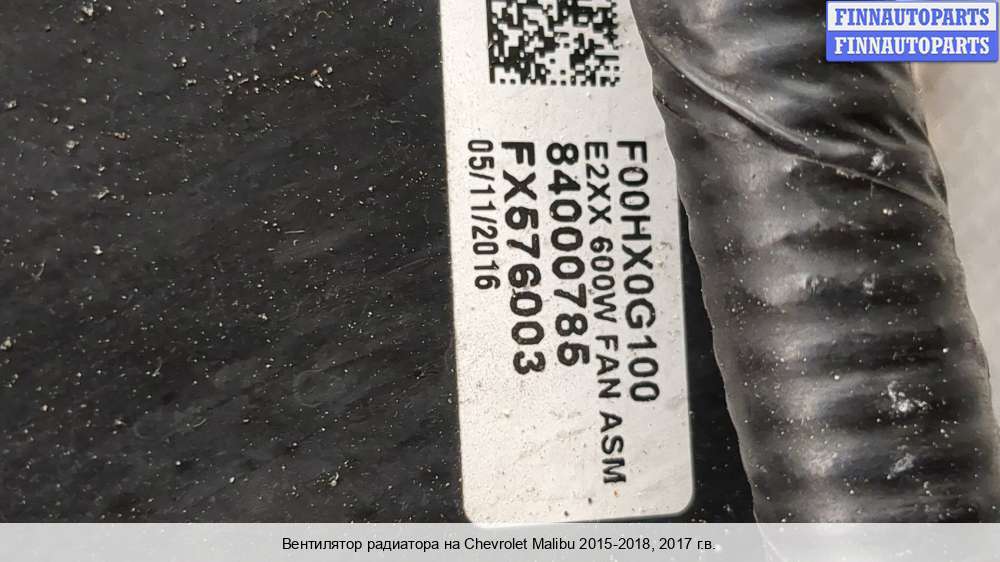 FINNAUTOPARTS
FINNAUTOPARTS
F00HX0G100
E2XX 600W FAN ASM
84000785
FX576003
05/11/2016
Вентилятор радиатора на Chevrolet Malibu 2015-2018, 2017 г.в.